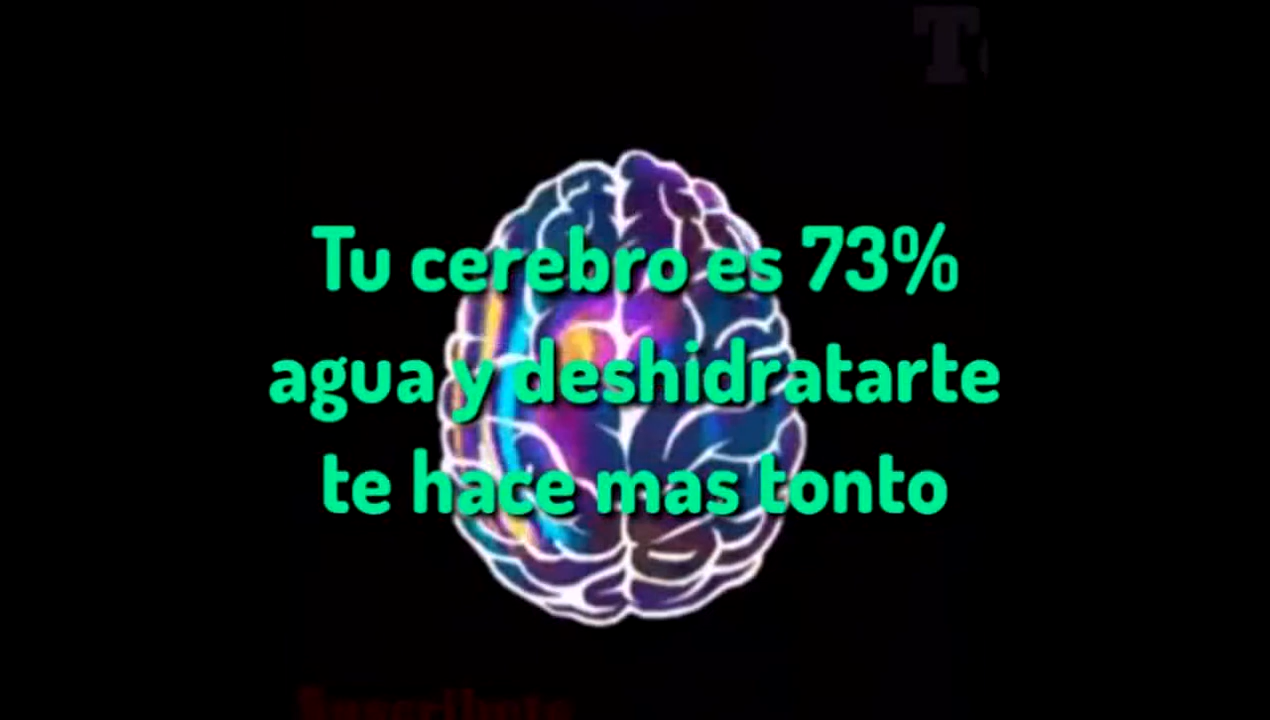 Tu cerebro es 73%
agua y deshidratarte
te hace mas tonto